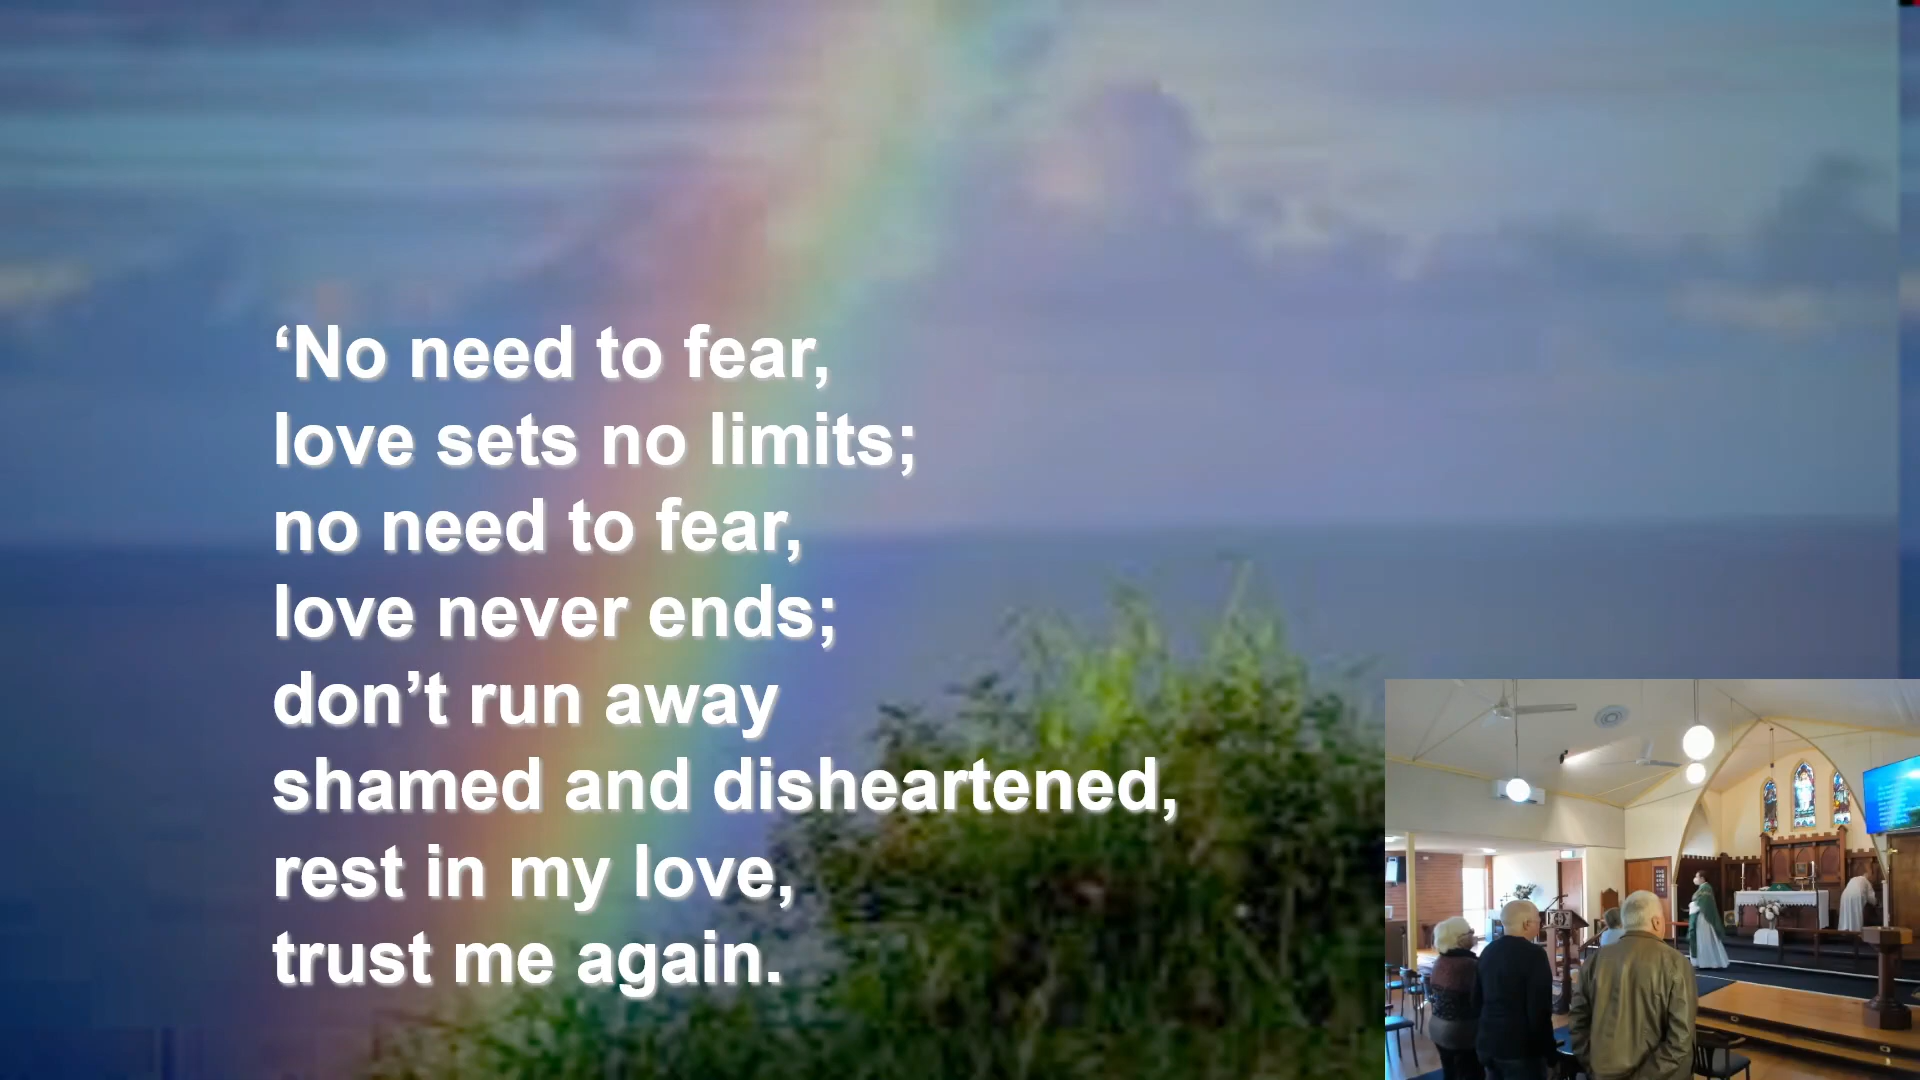 ‘No need to fear,
love sets no limits;
no need to fear,
love never ends;
don’t run away
shamed and disheartened,
rest in my love,
trust me again.